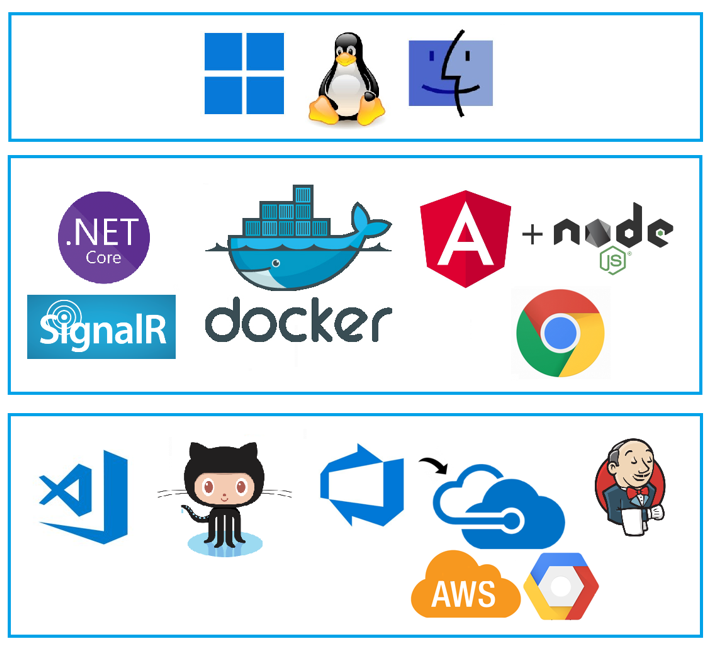 .NET
Core
SignalR
docker
A + node
JS
AWS